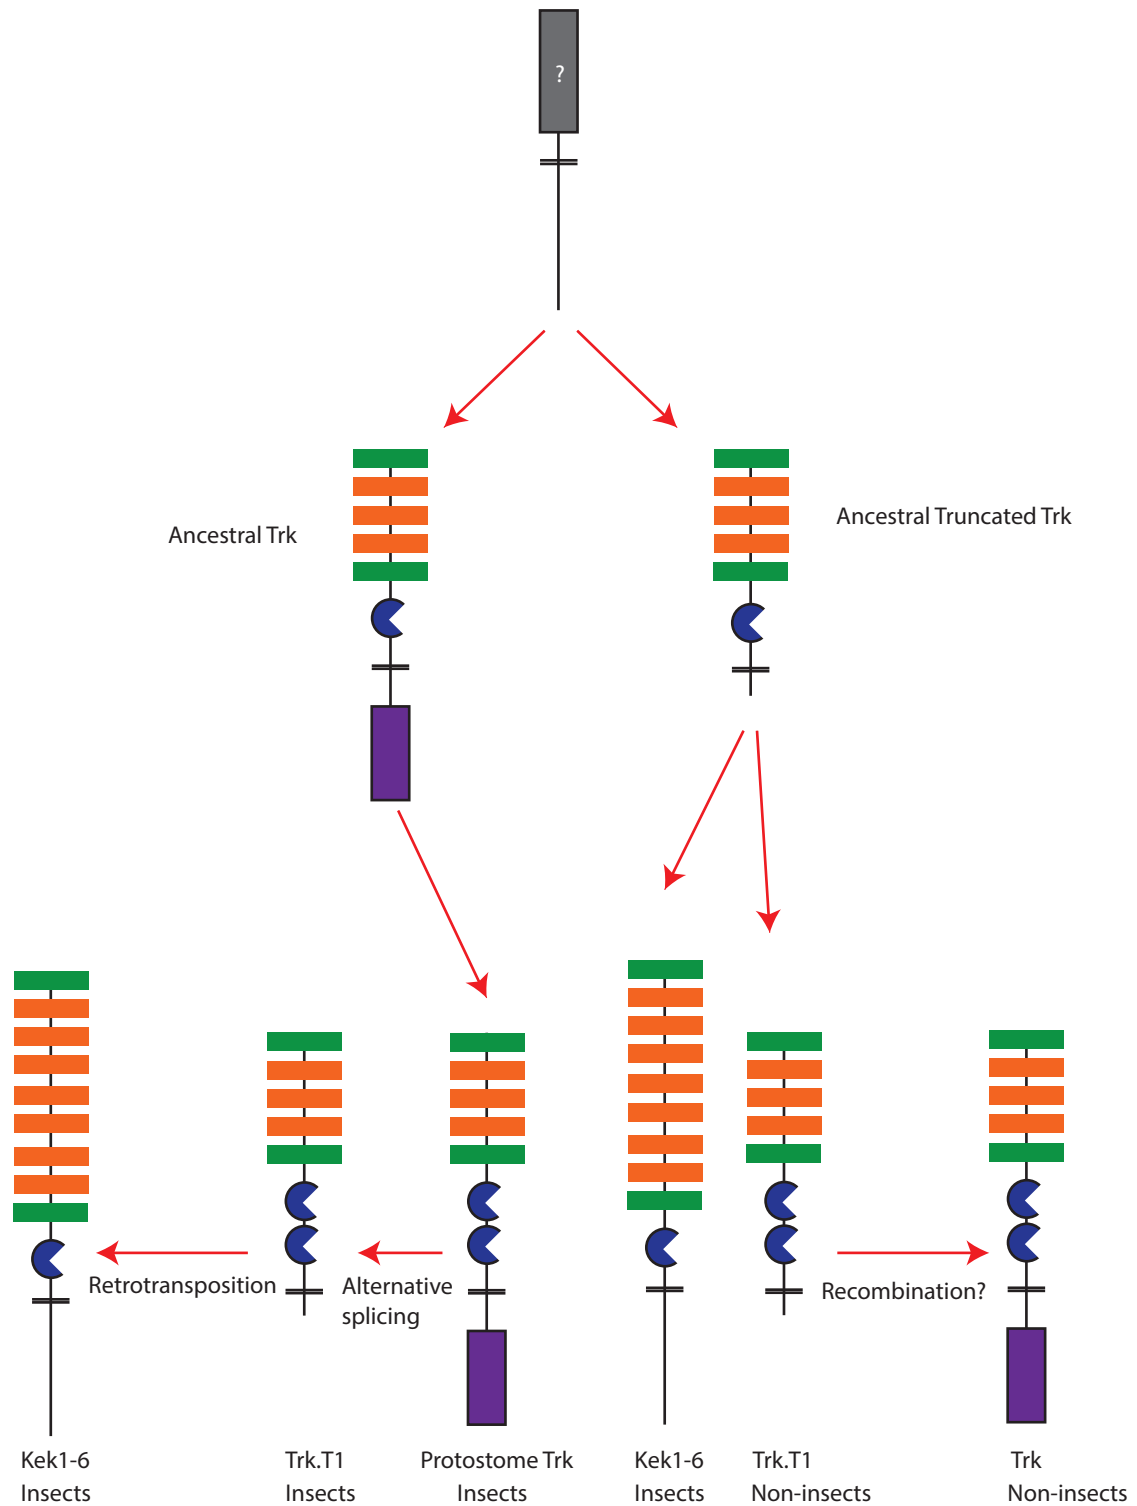 ?
Ancestral Trk
Ancestral Truncated Trk
Retrotransposition
Alternative
splicing
Recombination?
Kek1-6
Insects
Trk.T1
Insects
Protostome Trk
Insects
Kek1-6
Insects
Trk.T1
Non-insects
Trk
Non-insects